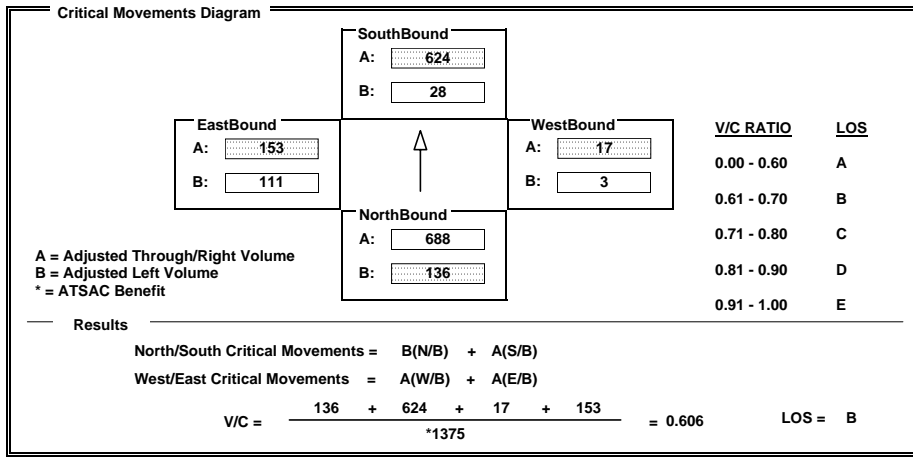 Critical Movements Diagram
SouthBound
A: 624
B: 28
EastBound
A: 153
B: 111
WestBound
A: 17
B: 3
NorthBound
A: 688
B: 136
V/C RATIO LOS
0.00 - 0.60 A
0.61 - 0.70 B
0.71 - 0.80 C
0.81 - 0.90 D
0.91 - 1.00 E
A = Adjusted Through/Right Volume
B = Adjusted Left Volume
* = ATSAC Benefit
Results
North/South Critical Movements = B(N/B) + A(S/B)
West/East Critical Movements = A(W/B) + A(E/B)
V/C = 136 + 624 + 17 + 153 = 0.606 LOS = B
*1375